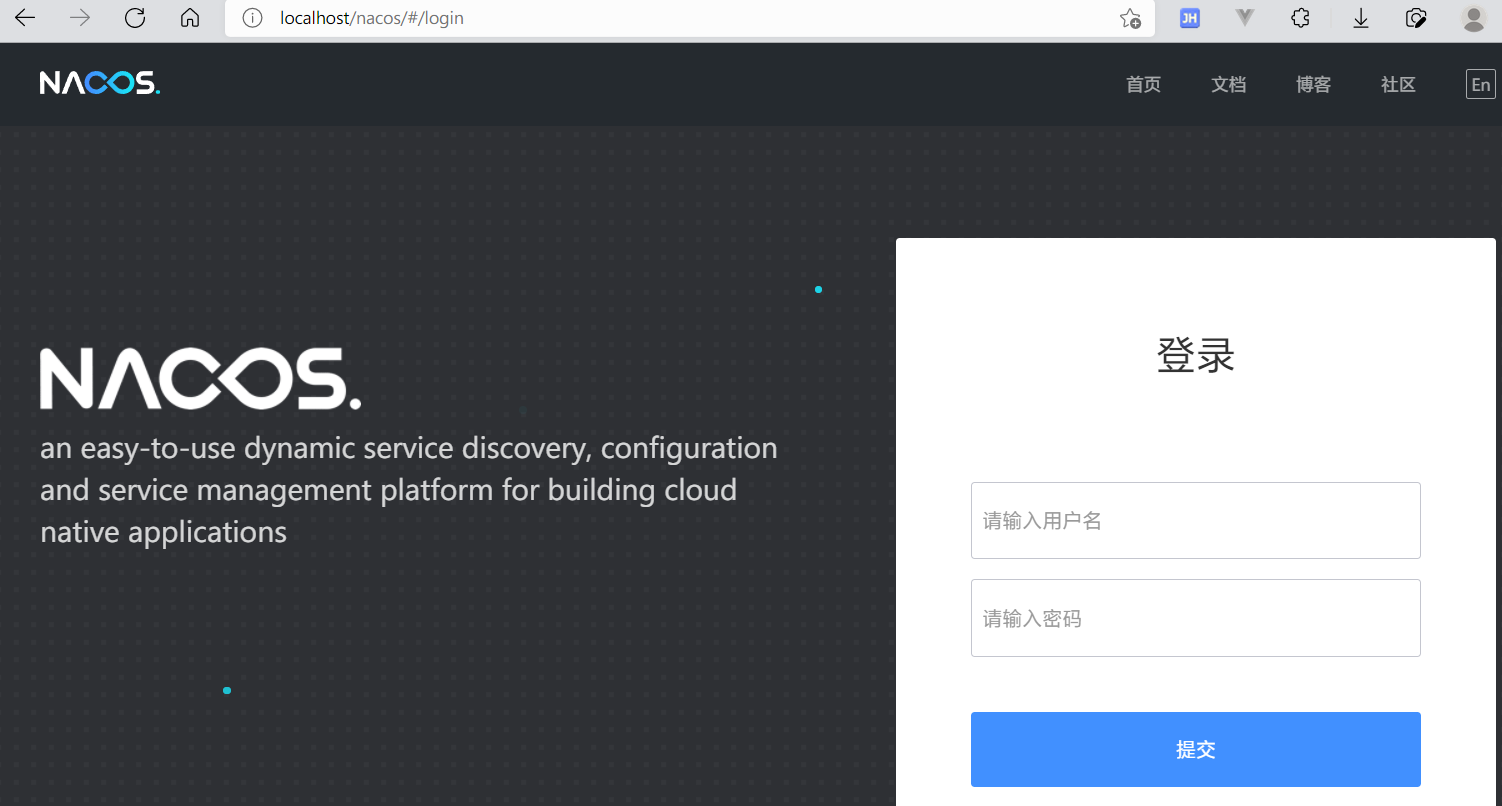 localhost/nacos/#/login
JH
NACOS.
首页
文档
博客
社区
En
NACOS.
an easy-to-use dynamic service discovery, configuration
and service management platform for building cloud
native applications
登录
请输入用户名
请输入密码
提交